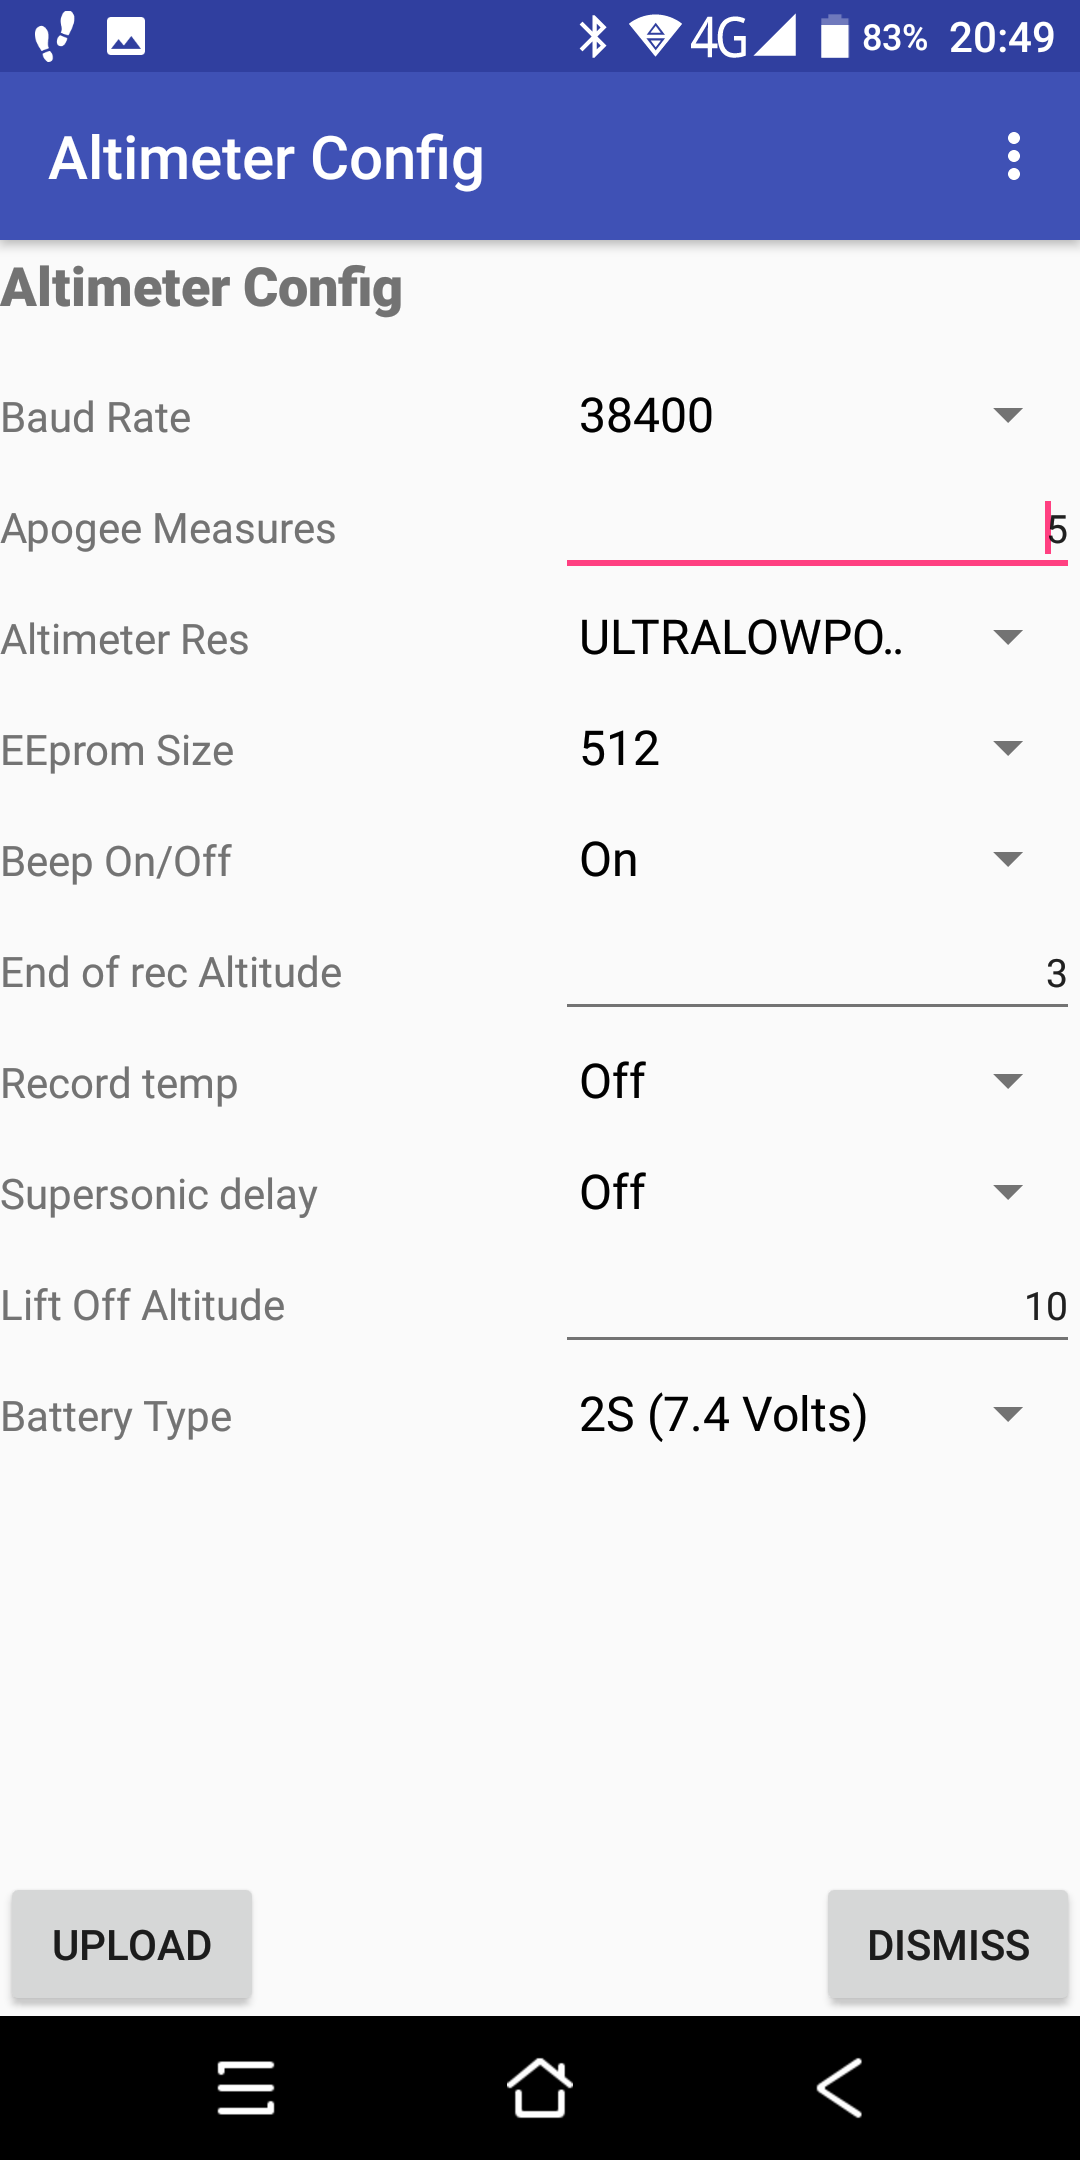 4G 83% 20:49
Altimeter Config
Altimeter Config
Baud Rate 38400
Apogee Measures 5
Altimeter Res ULTRALOWPO..
EEprom Size 512
Beep On/Off On
End of rec Altitude 3
Record temp Off
Supersonic delay Off
Lift Off Altitude 10
Battery Type 2S (7.4 Volts)
UPLOAD DISMISS